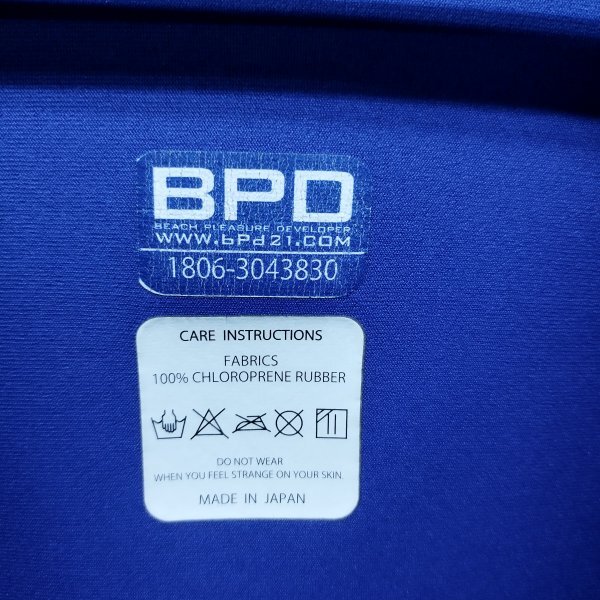 BPD
BEACH PLEASURE DEVELOPER
WWW.bPd21.COM
1806-3043830
CARE INSTRUCTIONS
FABRICS
100% CHLOROPRENE RUBBER
DO NOT WEAR
WHEN YOU FEEL STRANGE ON YOUR SKIN.
MADE IN JAPAN